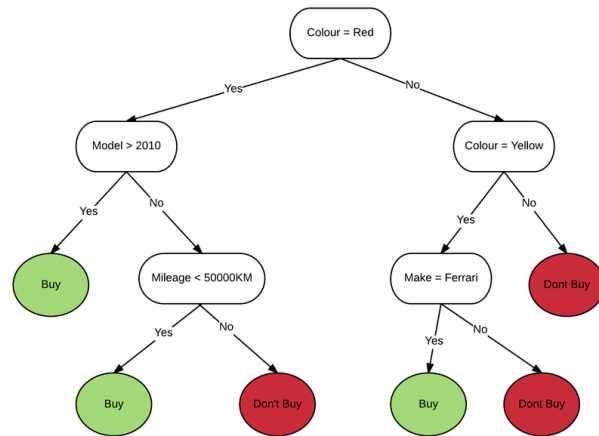 Colour = Red
Yes
No
Model > 2010
Colour = Yellow
Yes
No
Yes
No
Buy
Mileage < 50000KM
Make = Ferrari
Dont Buy
Yes
No
Yes
No
Buy
Don't Buy
Buy
Dont Buy